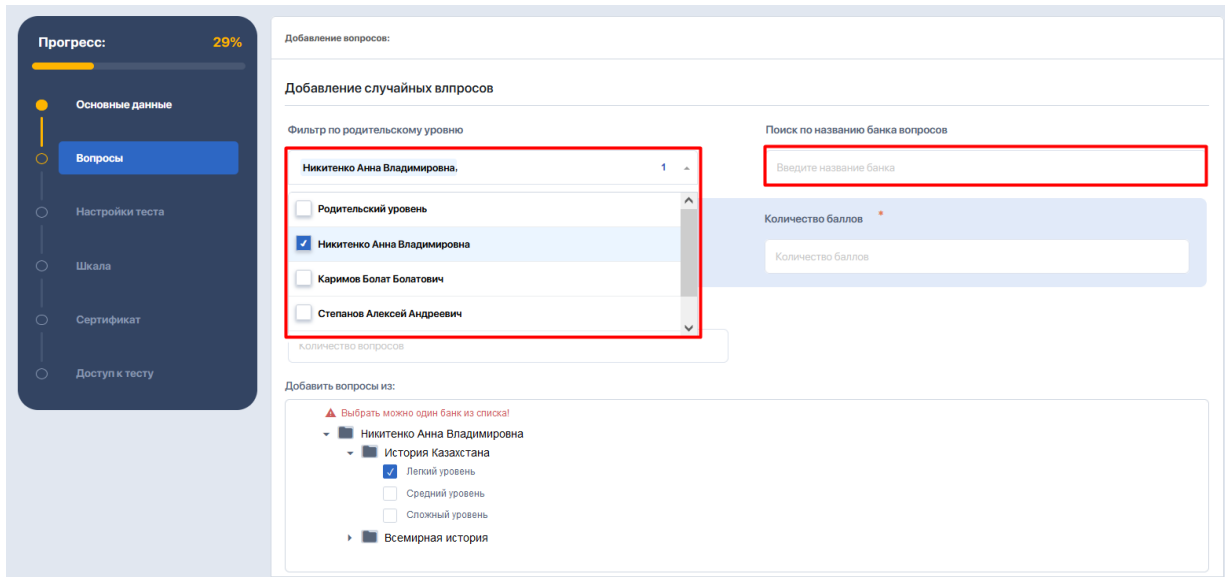 Прогресс: 29%
Основные данные
Вопросы
Настройки теста
Шкала
Сертификат
Доступ к тесту
Добавление вопросов:
Добавление случайных влпросов
Фильтр по родительскому уровню
Поиск по названию банка вопросов
Никитенко Анна Владимировна, 1
Введите название банка
Родительский уровень
Никитенко Анна Владимировна
Каримов Болат Болатович
Степанов Алексей Андреевич
Количество баллов *
Количество баллов
Количество вопросов
Добавить вопросы из:
Выбрать можно один банк из списка!
Никитенко Анна Владимировна
История Казахстана
Легкий уровень
Средний уровень
Сложный уровень
Всемирная история